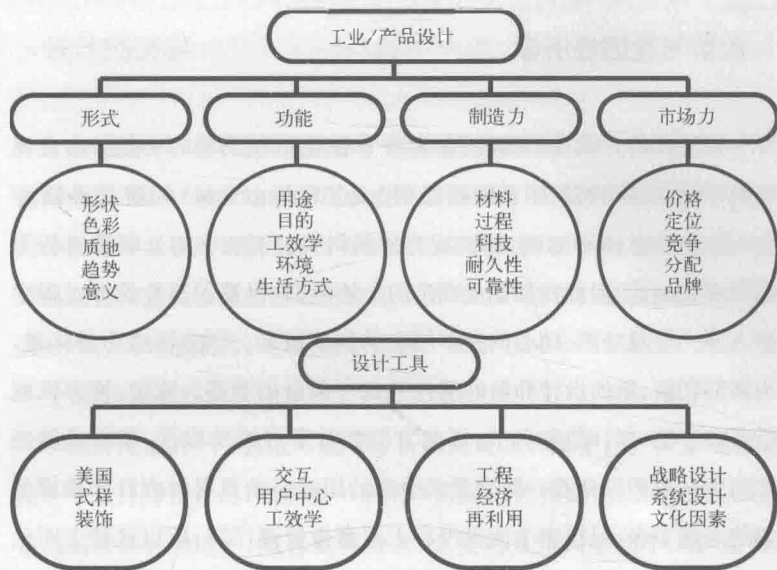 工业/产品设计
形式
功能
制造力
市场力
形状
色彩
质地
趋势
意义
用途
目的
工效学
环境
生活方式
材料
过程
科技
耐久性
可靠性
价格
定位
竞争
分配
品牌
设计工具
美国
式样
装饰
交互
用户中心
工效学
工程
经济
再利用
战略设计
系统设计
文化因素